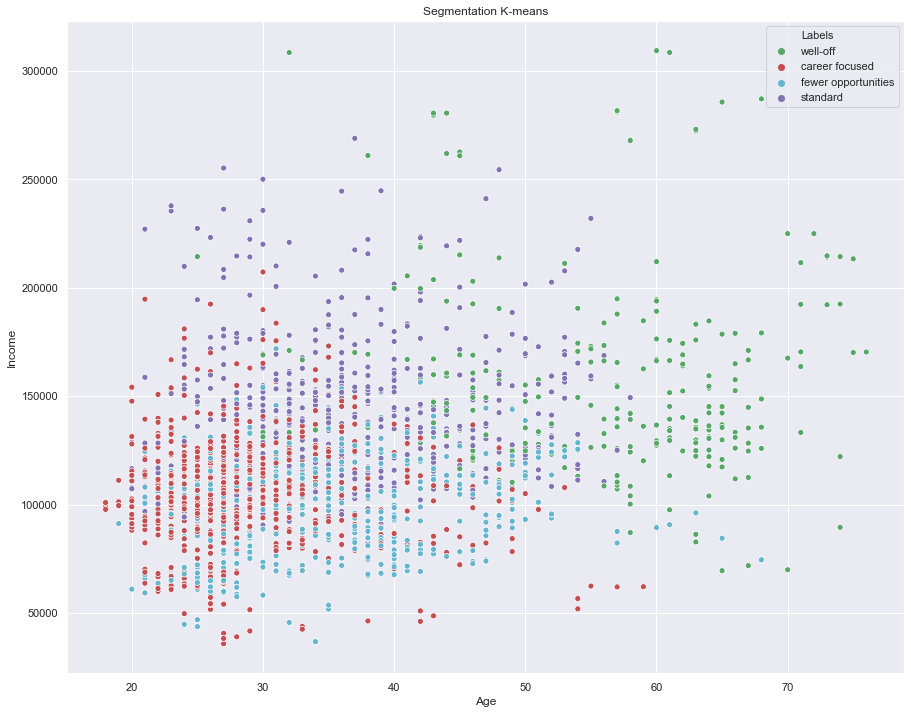 Segmentation K-means
Labels
well-off
career focused
fewer opportunities
standard
300000
250000
200000
150000
100000
50000
Income
20 30 40 50 60 70
Age